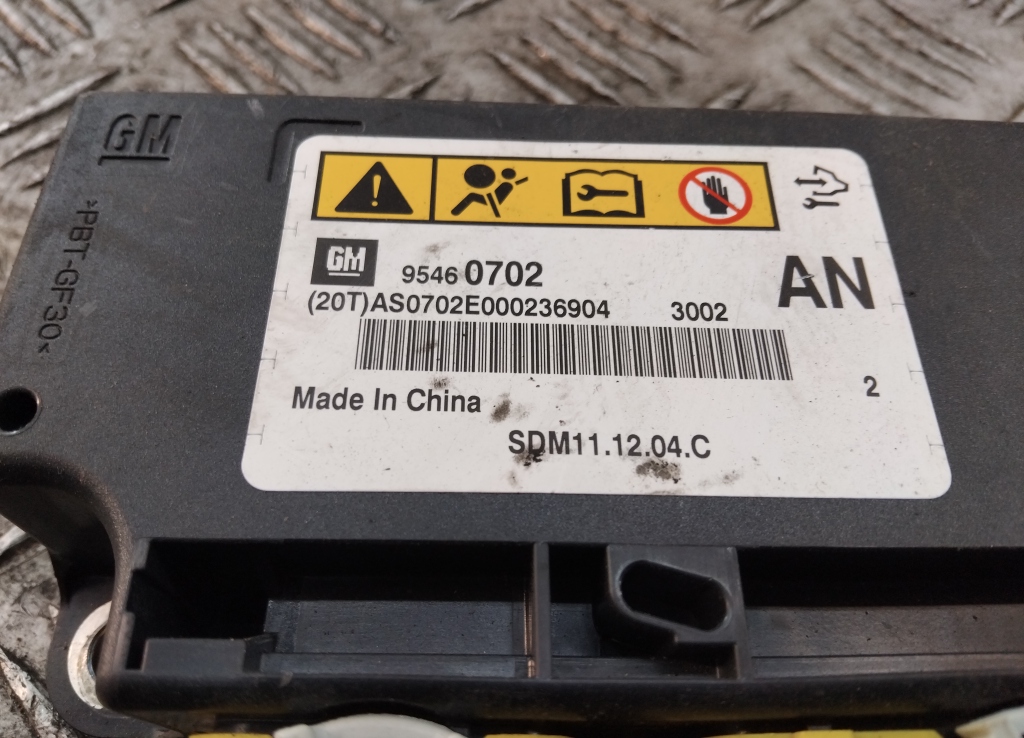 GM
*PBT-GF30<
GM 9546 0702 AN
(20T)AS0702E000236904 3002
2
Made In China
SDM11.12.04.C